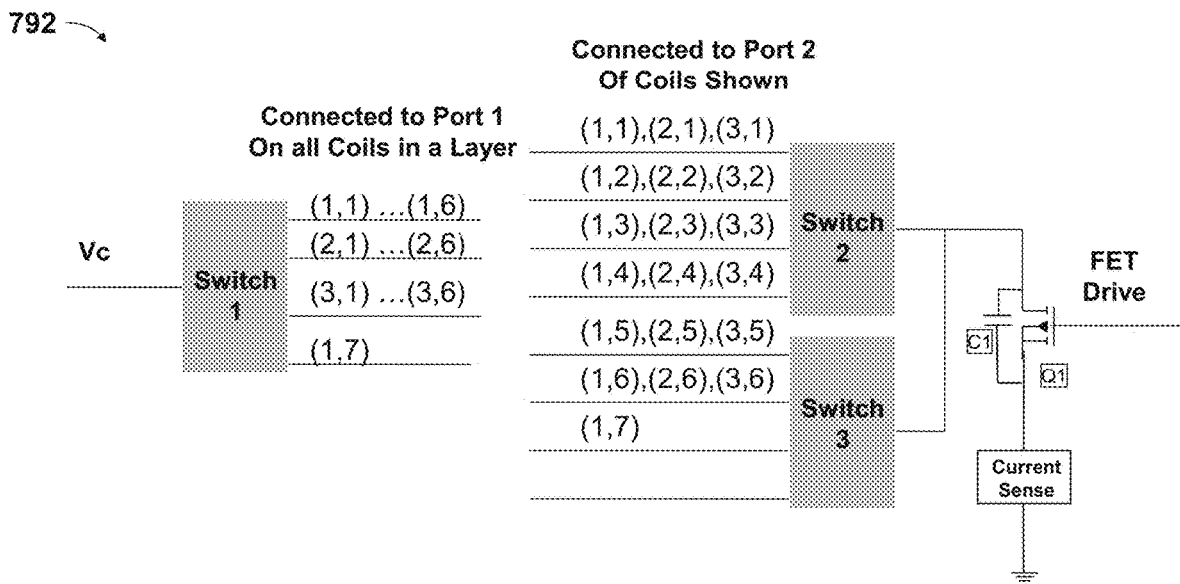 792
Connected to Port 2
Of Coils Shown
Connected to Port 1
On all Coils in a Layer
(1,1),(2,1),(3,1)
(1,2),(2,2),(3,2)
(1,3),(2,3),(3,3)
(1,4),(2,4),(3,4)
(1,5),(2,5),(3,5)
(1,6),(2,6),(3,6)
(1,7)
(1,1) ...(1,6)
(2,1) ...(2,6)
(3,1) ...(3,6)
(1,7)
Vc
Switch
1
Switch
2
Switch
3
FET
Drive
C1
Q1
Current
Sense